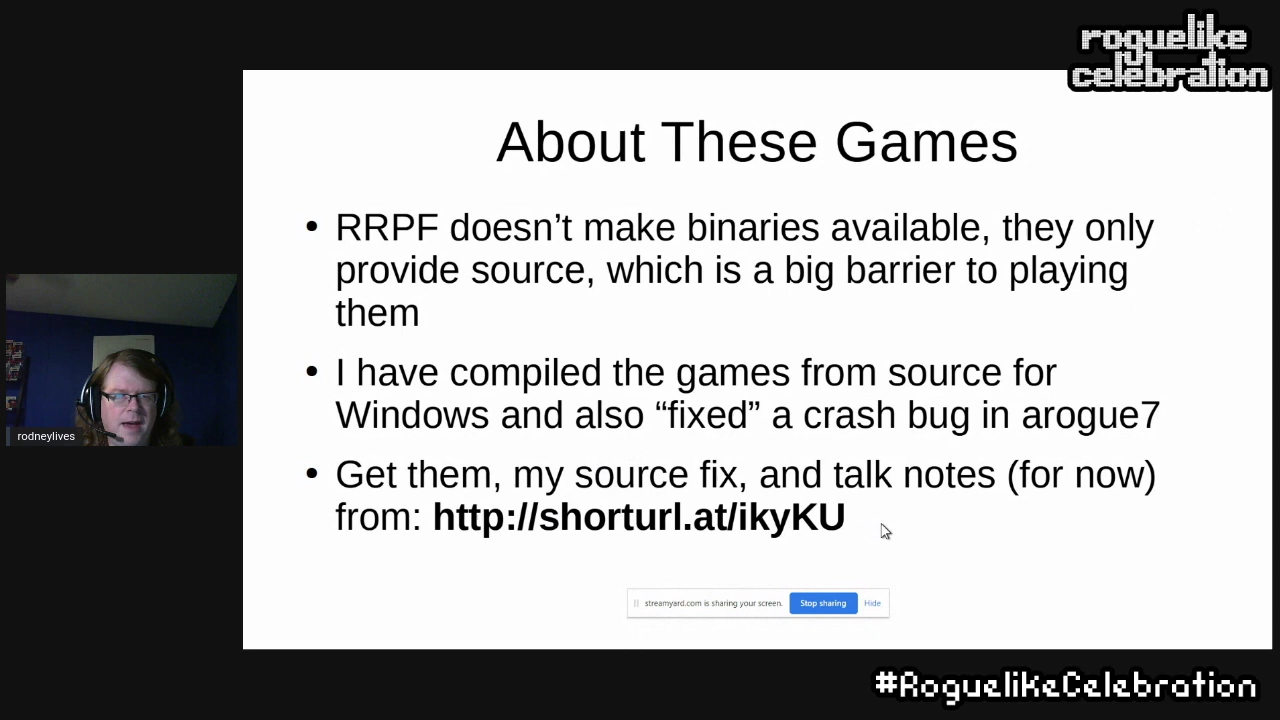 roguelike
celebration
About These Games
• RRPF doesn’t make binaries available, they only
provide source, which is a big barrier to playing
them
• I have compiled the games from source for
Windows and also “fixed” a crash bug in arogue7
• Get them, my source fix, and talk notes (for now)
from: http://shorturl.at/ikyKU
rodneylives
streamyard.com is sharing your screen. Stop sharing Hide
#RoguelikeCelebration